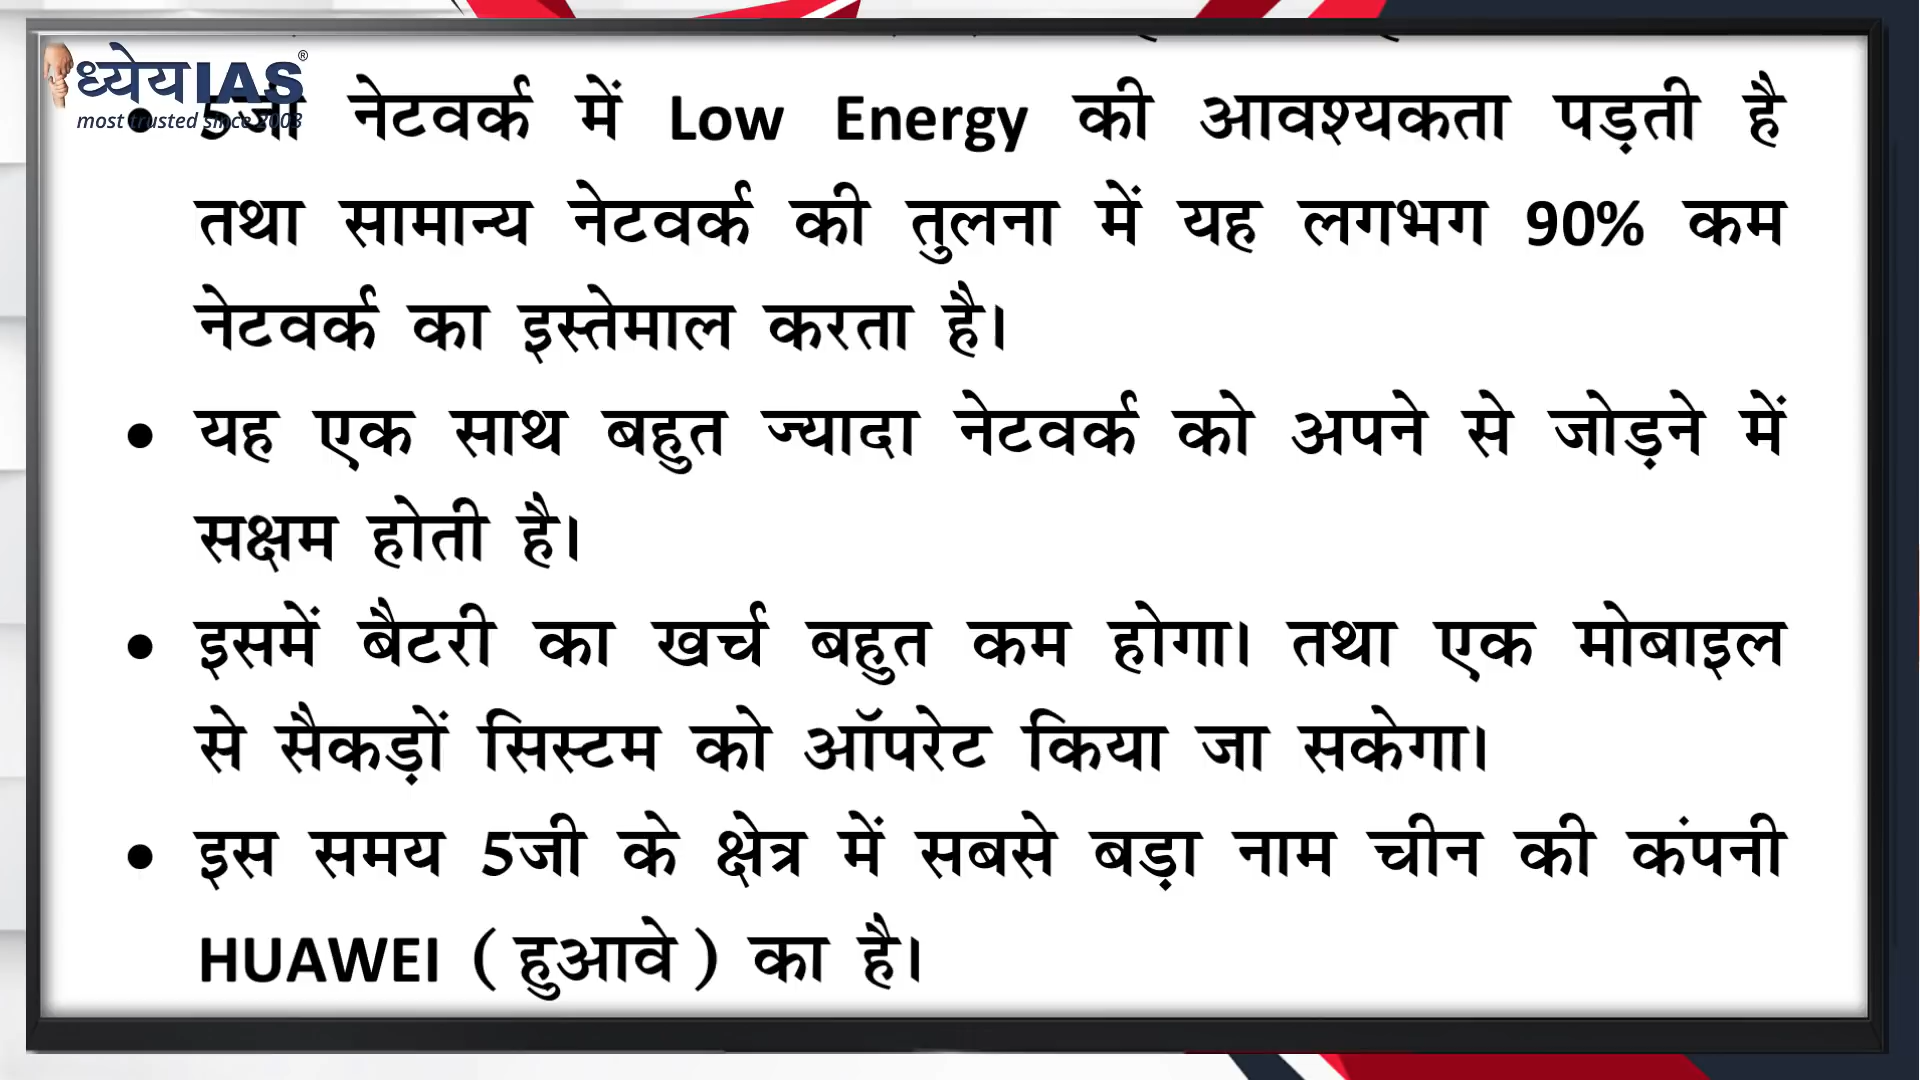 ध्येय IAS®
most trusted since 2003
• 5जी नेटवर्क में Low Energy की आवश्यकता पड़ती है
तथा सामान्य नेटवर्क की तुलना में यह लगभग 90% कम
नेटवर्क का इस्तेमाल करता है।
• यह एक साथ बहुत ज्यादा नेटवर्क को अपने से जोड़ने में
सक्षम होती है।
• इसमें बैटरी का खर्च बहुत कम होगा। तथा एक मोबाइल
से सैकड़ों सिस्टम को ऑपरेट किया जा सकेगा।
• इस समय 5जी के क्षेत्र में सबसे बड़ा नाम चीन की कंपनी
HUAWEI (हुआवे) का है।